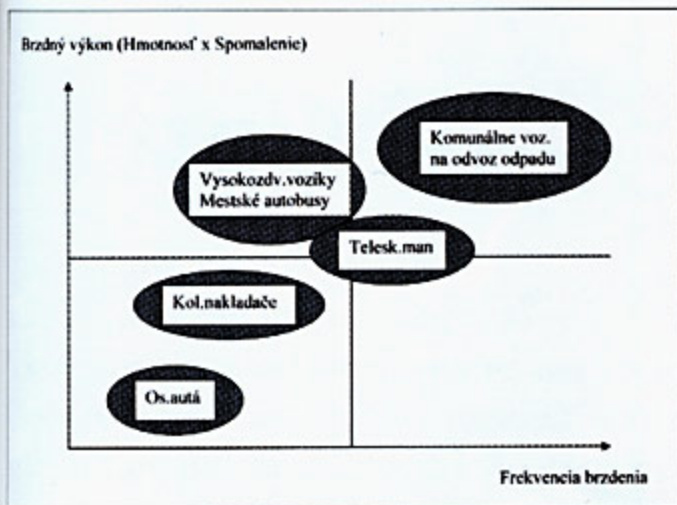 Brzdný výkon (Hmotnosť x Spomalenie)
Komunálne voz.
na odvoz odpadu
Vysokozdv.vozíky
Mestské autobusy
Telesk.man
Kol.nakladače
Os.autá
Frekvencia brzdenia